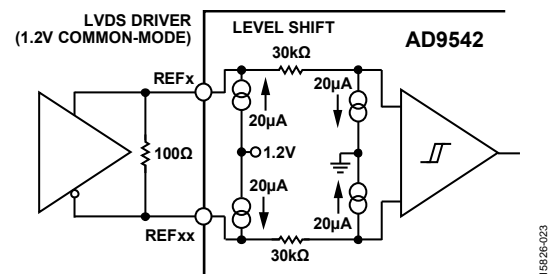 LVDS DRIVER
(1.2V COMMON-MODE)
LEVEL SHIFT
AD9542
30kΩ
REFx
20µA
20µA
100Ω
1.2V
20µA
20µA
REFxx
30kΩ
15826-023